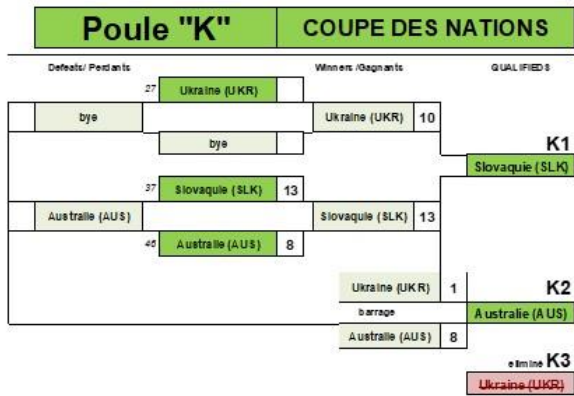 Poule "K" COUPE DES NATIONS
Defeats/ Perdants Winners /Gagnants QUALIFIEDS
27 Ukraine (UKR)
bye Ukraine (UKR) 10
bye K1
Slovaquie (SLK)
37 Slovaquie (SLK) 13
Australie (AUS) Slovaquie (SLK) 13
46 Australie (AUS) 8
Ukraine (UKR) 1 K2
barrage Australie (AUS)
Australie (AUS) 8
eliminé K3
Ukraine (UKR)